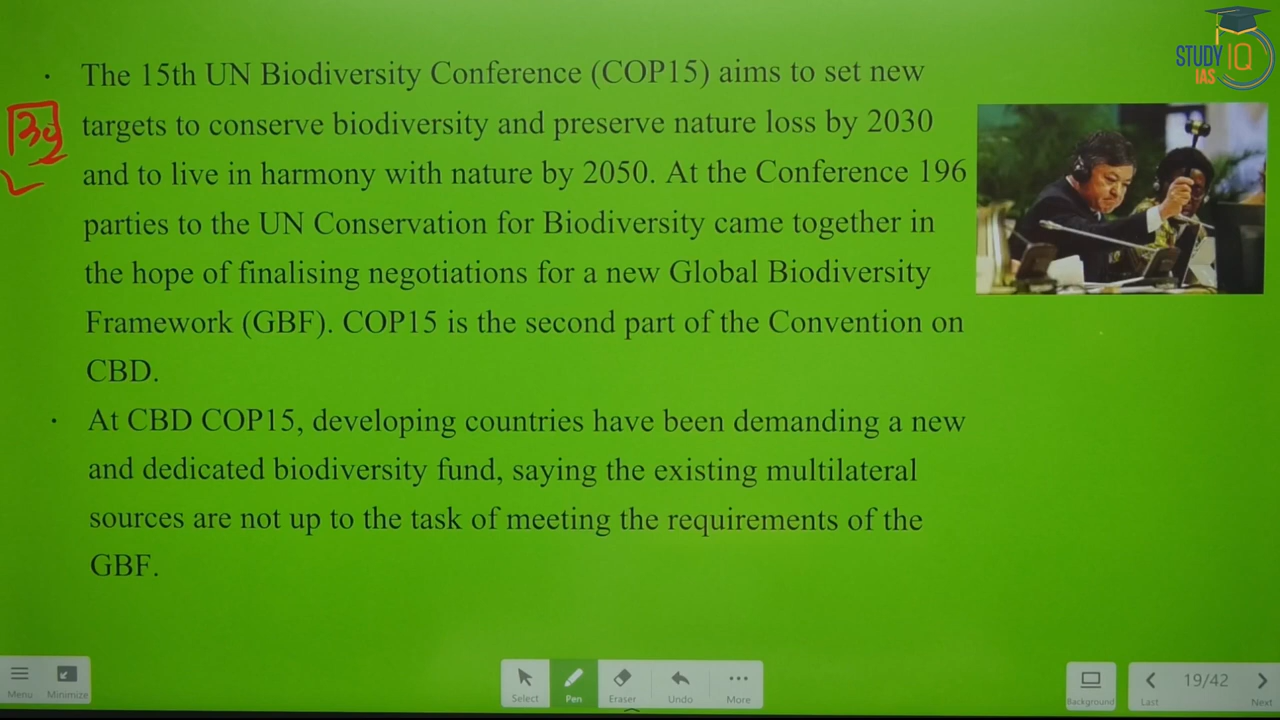 STUDY IQ
IAS
· The 15th UN Biodiversity Conference (COP15) aims to set new
targets to conserve biodiversity and preserve nature loss by 2030
and to live in harmony with nature by 2050. At the Conference 196
parties to the UN Conservation for Biodiversity came together in
the hope of finalising negotiations for a new Global Biodiversity
Framework (GBF). COP15 is the second part of the Convention on
CBD.
· At CBD COP15, developing countries have been demanding a new
and dedicated biodiversity fund, saying the existing multilateral
sources are not up to the task of meeting the requirements of the
GBF.
Menu
Minimize
Select
Pen
Eraser
Undo
More
Background
Last
19/42
Next